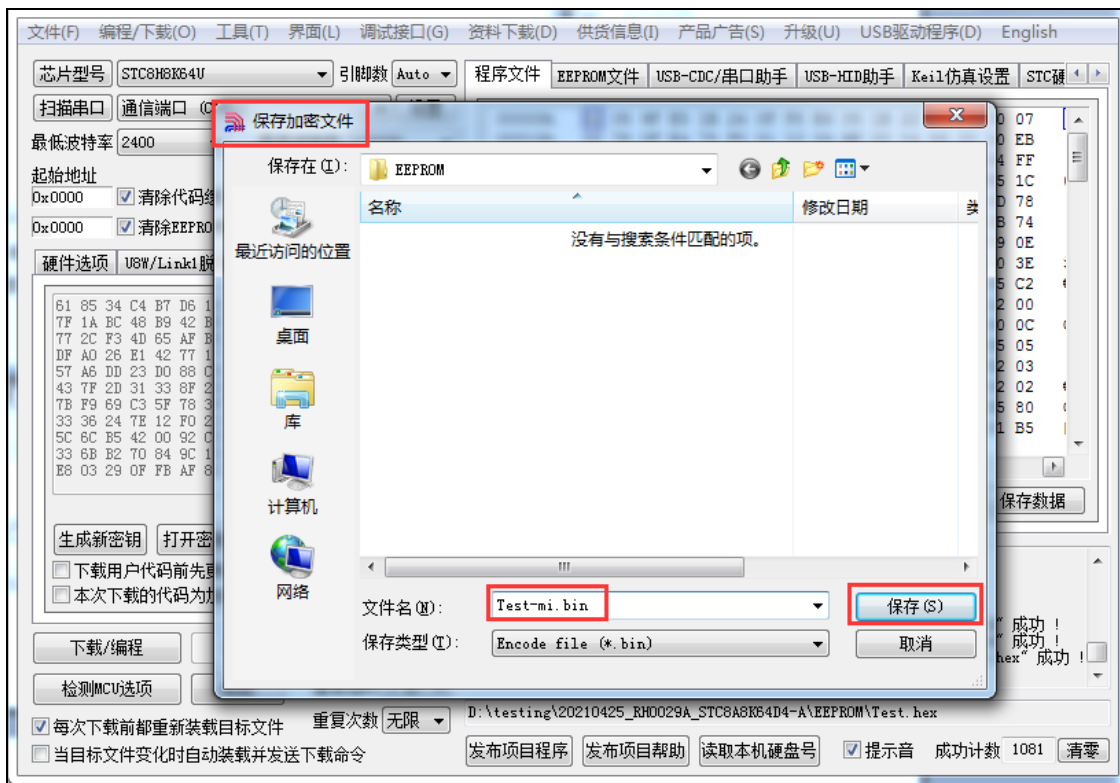 文件(F) 编程/下载(O) 工具(T) 界面(L) 调试接口(G) 资料下载(D) 供货信息(I) 产品广告(S) 升级(U) USB驱动程序(D) English
芯片型号 STC8H8K64U 引脚数 Auto 程序文件 EEPROM文件 USB-CDC/串口助手 USB-HID助手 Keil仿真设置
扫描串口 通信端口
最低波特率 2400
起始地址
0x0000 清除代码
0x0000 清除EEPRO
硬件选项 U8W/Link1脱
61 85 34 C4 B7 D6 1
7F 1A BC 48 B9 42 B
77 2C F3 4D 65 AF B
DF A0 26 E1 42 77 1
57 A6 DD 23 D0 88 C
43 7F 2D 31 33 8F 2
7B F9 69 C3 5F 78 3
33 36 24 7E 12 F0 2
5C 6C B5 42 00 92 C
33 6B B2 70 84 9C 1
E8 03 29 0F FB AF 8
生成新密钥 打开密
下载用户代码前先
本次下载的代码为
下载/编程
检测MCU选项
每次下载前都重新装载目标文件 重复次数 无限
当目标文件变化时自动装载并发送下载命令
保存加密文件
保存在(I): EEPROM
名称 修改日期
没有与搜索条件匹配的项。
最近访问的位置
桌面
库
计算机
网络
文件名(N): Test-mi.bin 保存(S)
保存类型(T): Encode file (*.bin) 取消
07
EB
FF
1C
78
74
0E
3E
C2
00
0C
05
03
02
80
B5
保存数据
成功 !
成功 !
hex" 成功 !
D:\testing\20210425_RH0029A_STC8A8K64D4-A\EEPROM\Test.hex
发布项目程序 发布项目帮助 读取本机硬盘号 提示音 成功计数 1081 清零